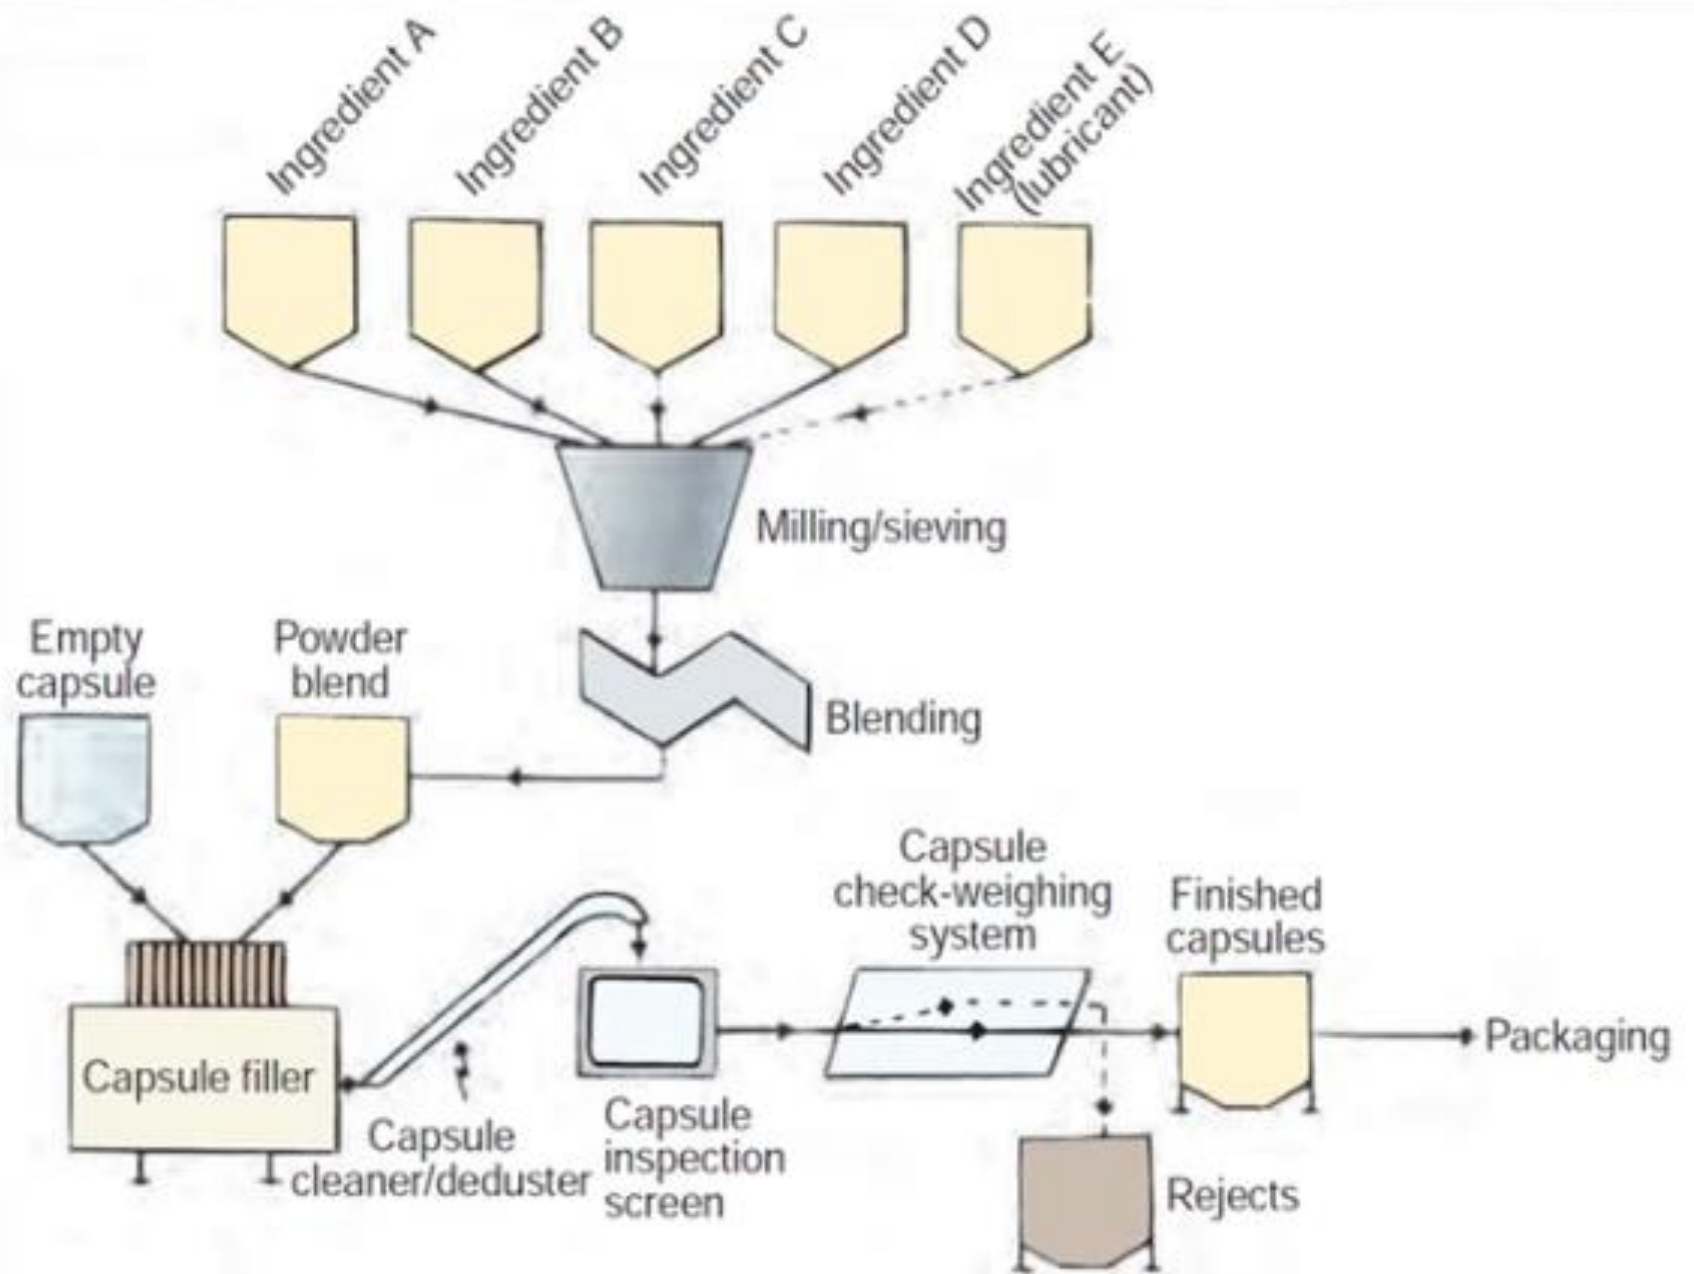 Ingredient A
Ingredient B
Ingredient C
Ingredient D
Ingredient E
(lubricant)
Milling/sieving
Empty
capsule
Powder
blend
Blending
Capsule
check-weighing
system
Finished
capsules
Capsule filler
Packaging
Capsule
cleaner/deduster
Capsule
inspection
screen
Rejects